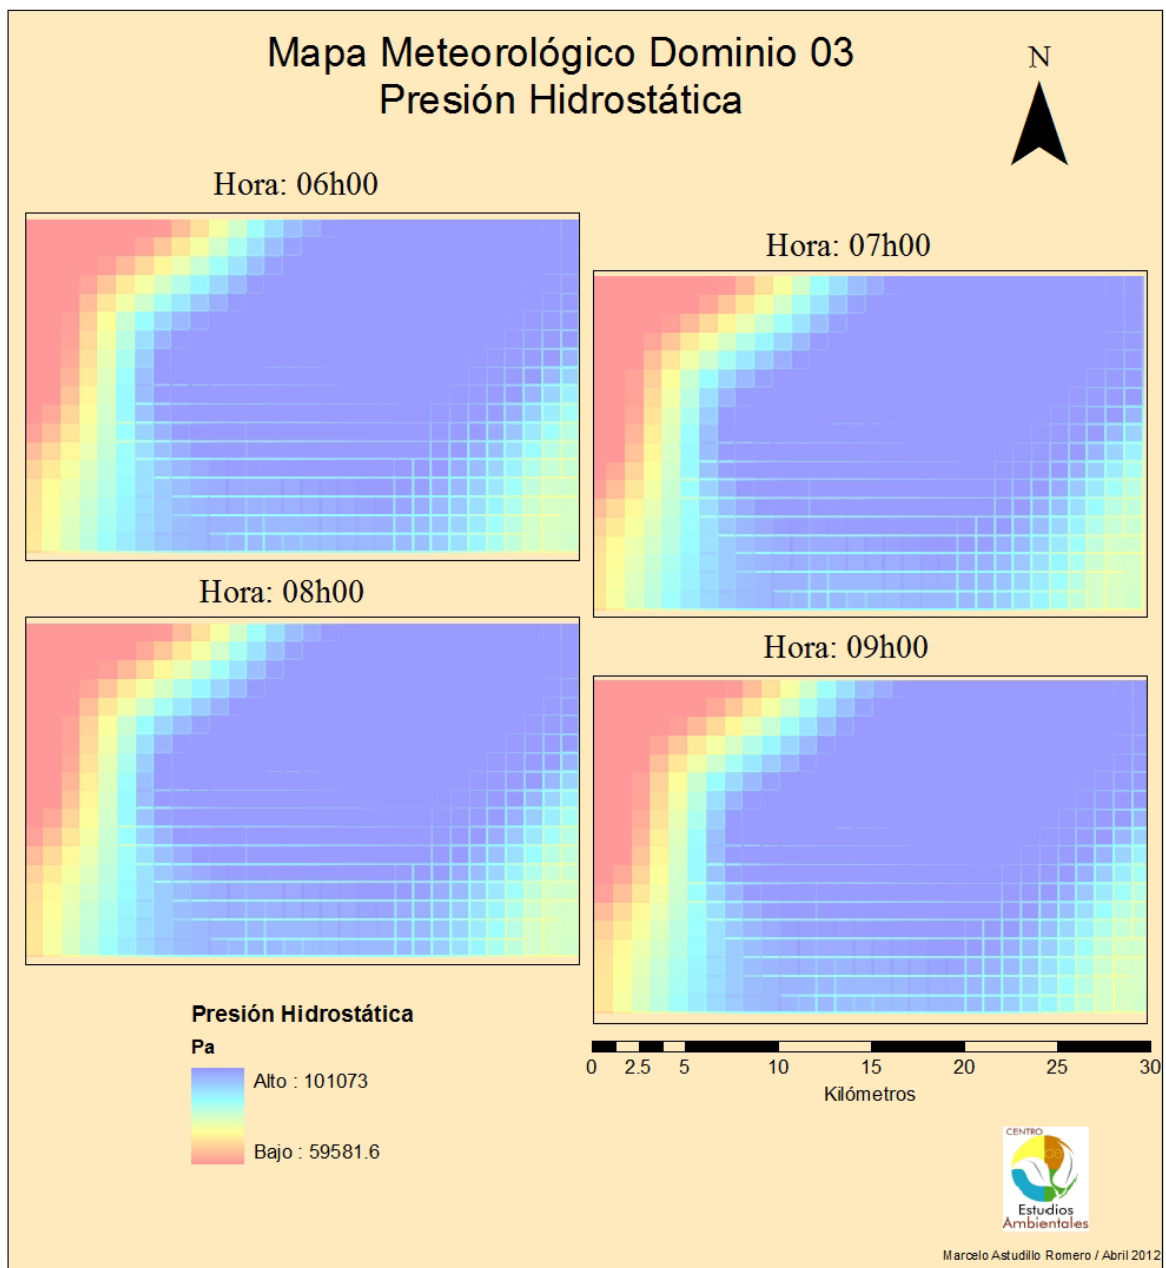 Mapa Meteorológico Dominio 03
Presión Hidrostática
N
Hora: 06h00
Hora: 07h00
Hora: 08h00
Hora: 09h00
Presión Hidrostática
Pa
Alto : 101073
Bajo : 59581.6
0 2.5 5 10 15 20 25 30
Kilómetros
CENTRO
de
Estudios
Ambientales
Marcelo Astudillo Romero / Abril 2012